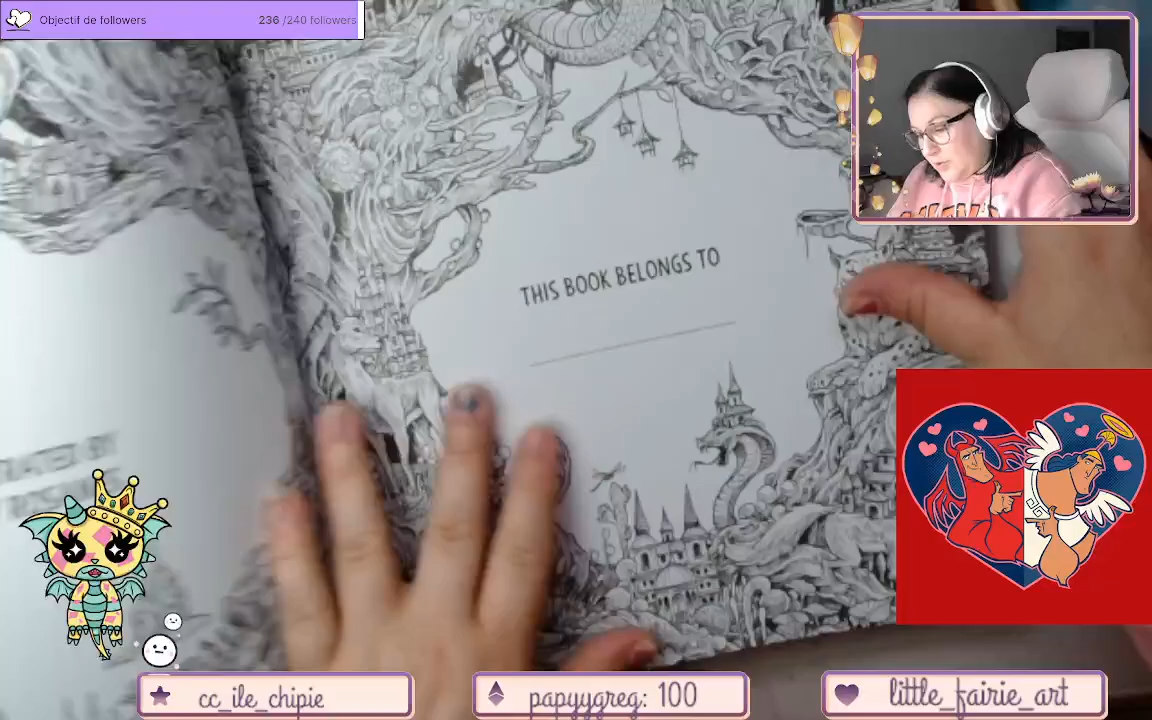 Objectif de followers 236 /240 followers
THIS BOOK BELONGS TO
cc_ile_chipie
papyygreg: 100
little_fairie_art